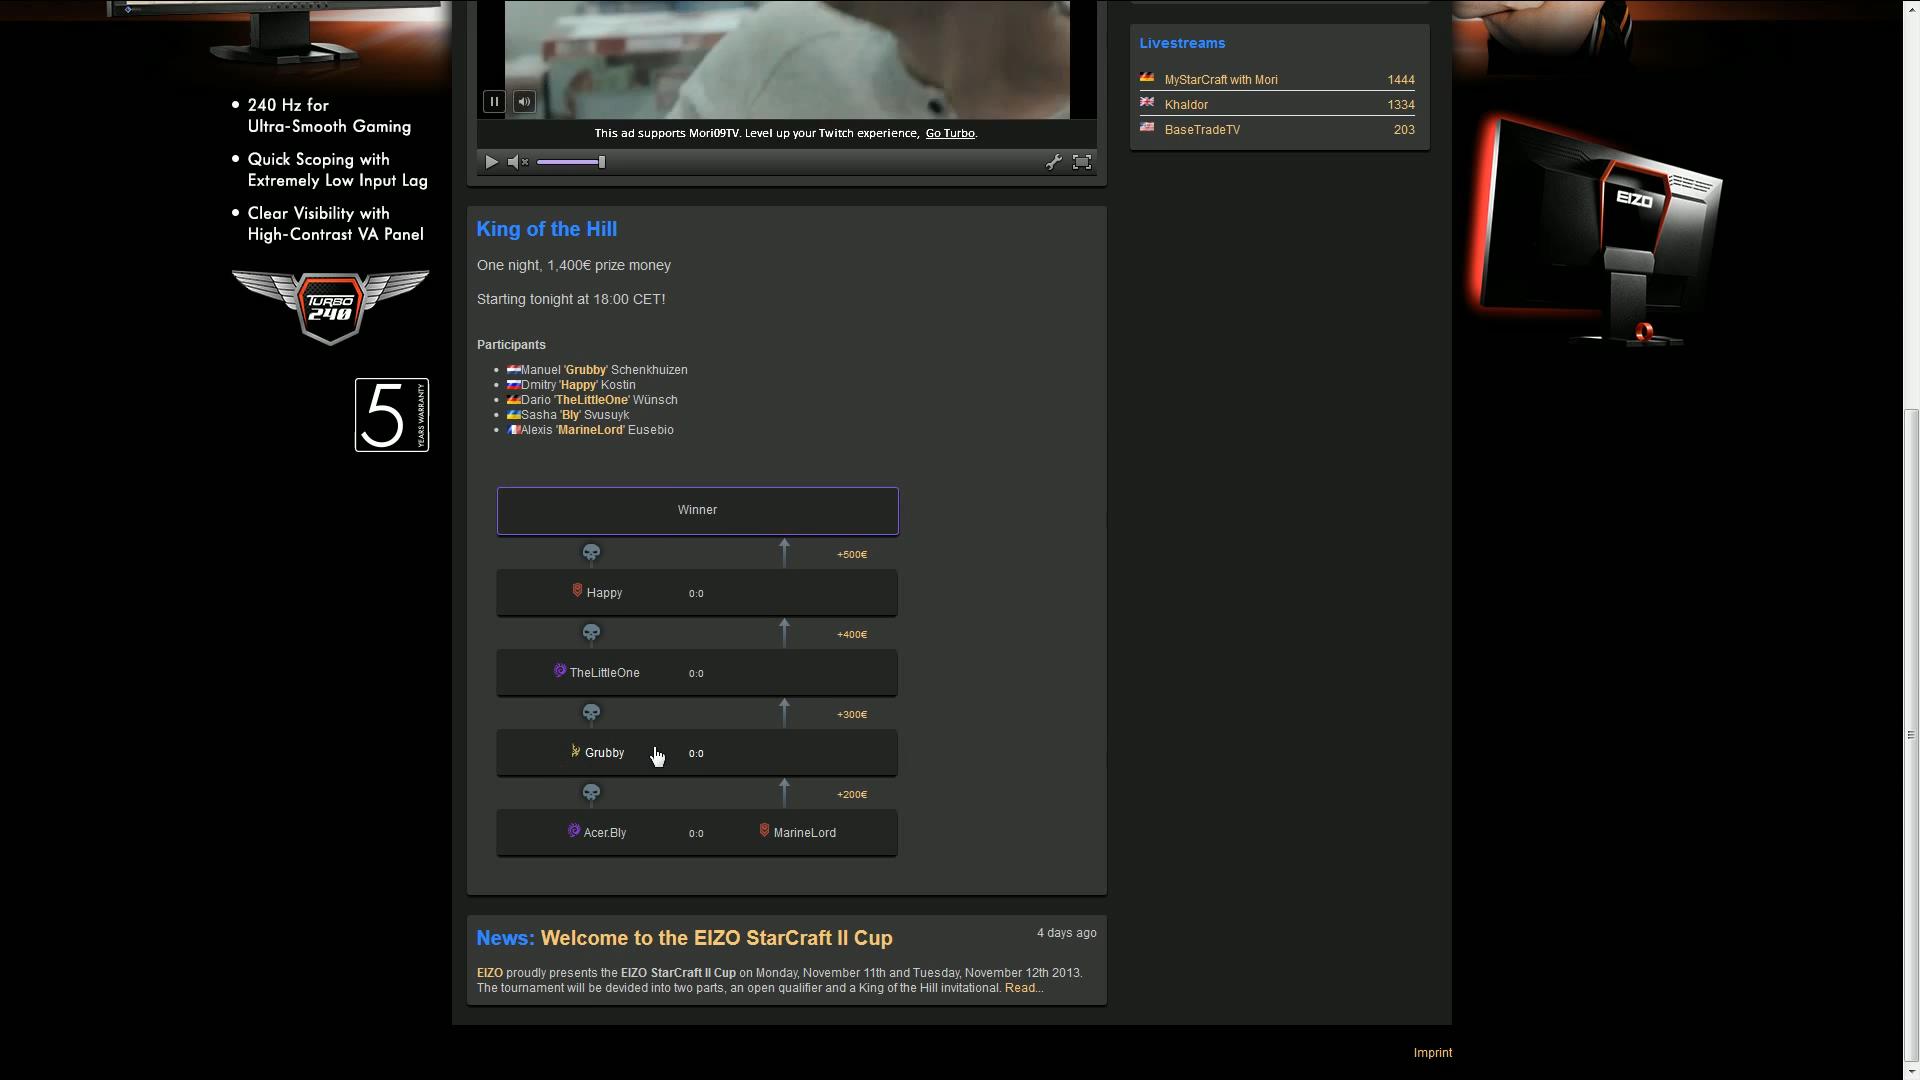 • 240 Hz for
Ultra-Smooth Gaming
• Quick Scoping with
Extremely Low Input Lag
• Clear Visibility with
High-Contrast VA Panel
TURBO
240
5
YEARS WARRANTY
This ad supports Mori09TV. Level up your Twitch experience, Go Turbo.
King of the Hill
One night, 1,400€ prize money
Starting tonight at 18:00 CET!
Participants
• Manuel 'Grubby' Schenkhuizen
• Dmitry 'Happy' Kostin
• Dario 'TheLittleOne' Wünsch
• Sasha 'Bly' Svusuyk
• Alexis 'MarineLord' Eusebio
Winner
+500€
Happy 0:0
+400€
TheLittleOne 0:0
+300€
Grubby 0:0
+200€
Acer.Bly 0:0 MarineLord
News: Welcome to the EIZO StarCraft II Cup 4 days ago
EIZO proudly presents the EIZO StarCraft II Cup on Monday, November 11th and Tuesday, November 12th 2013.
The tournament will be devided into two parts, an open qualifier and a King of the Hill invitational. Read...
Livestreams
MyStarCraft with Mori 1444
Khaldor 1334
BaseTradeTV 203
EIZO
Imprint